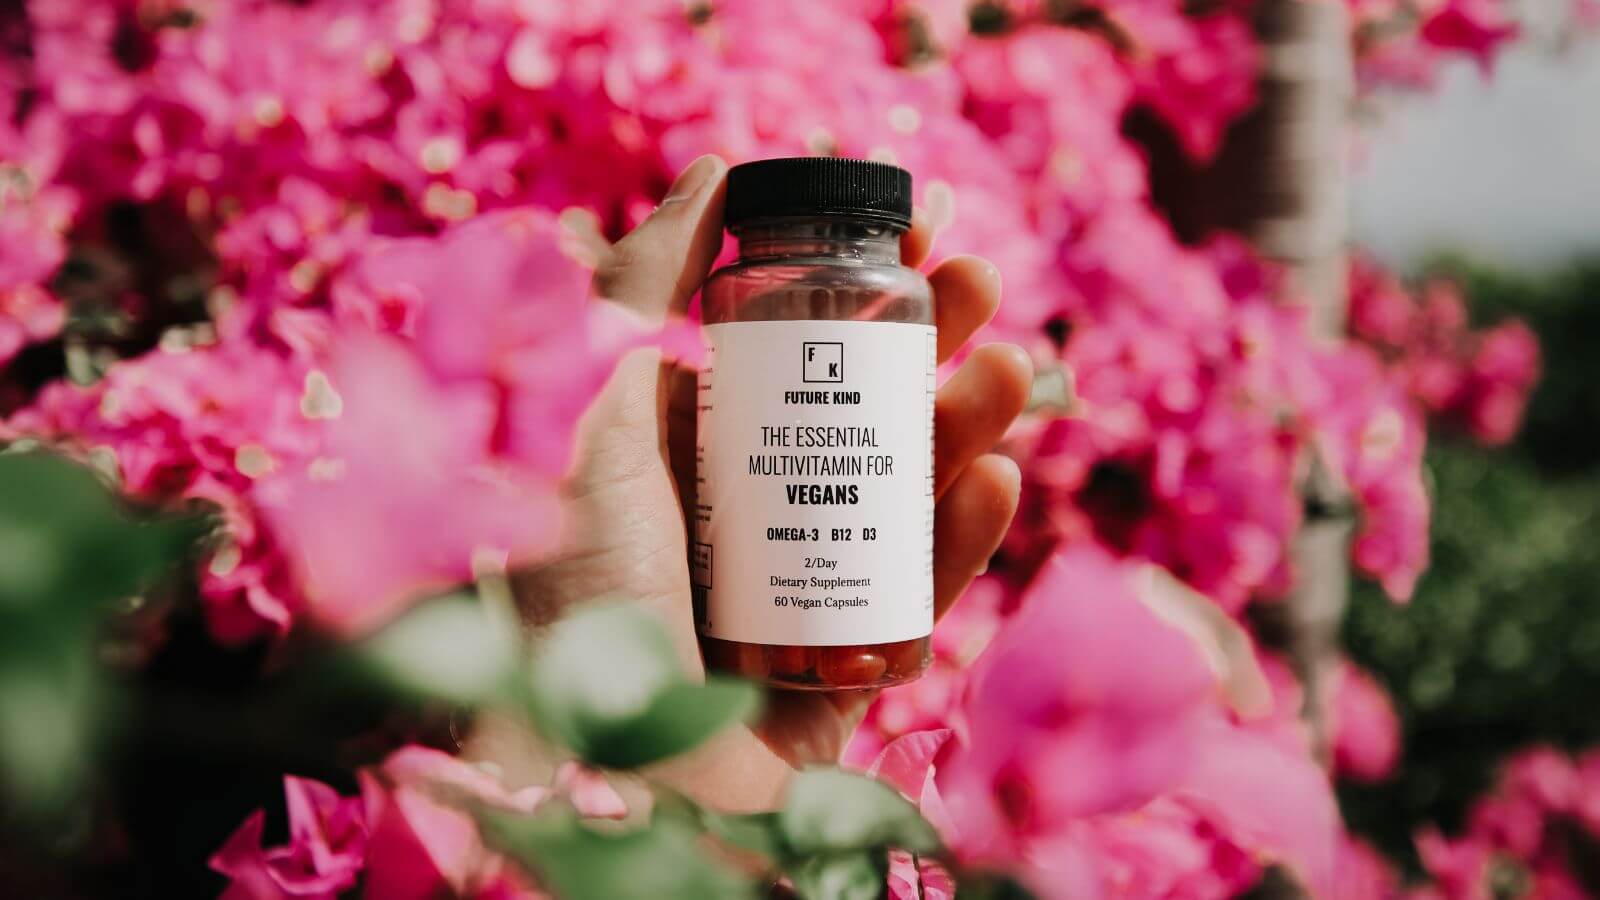 F
K
FUTURE KIND
THE ESSENTIAL
MULTIVITAMIN FOR
VEGANS
OMEGA-3 B12 D3
2/Day
Dietary Supplement
60 Vegan Capsules